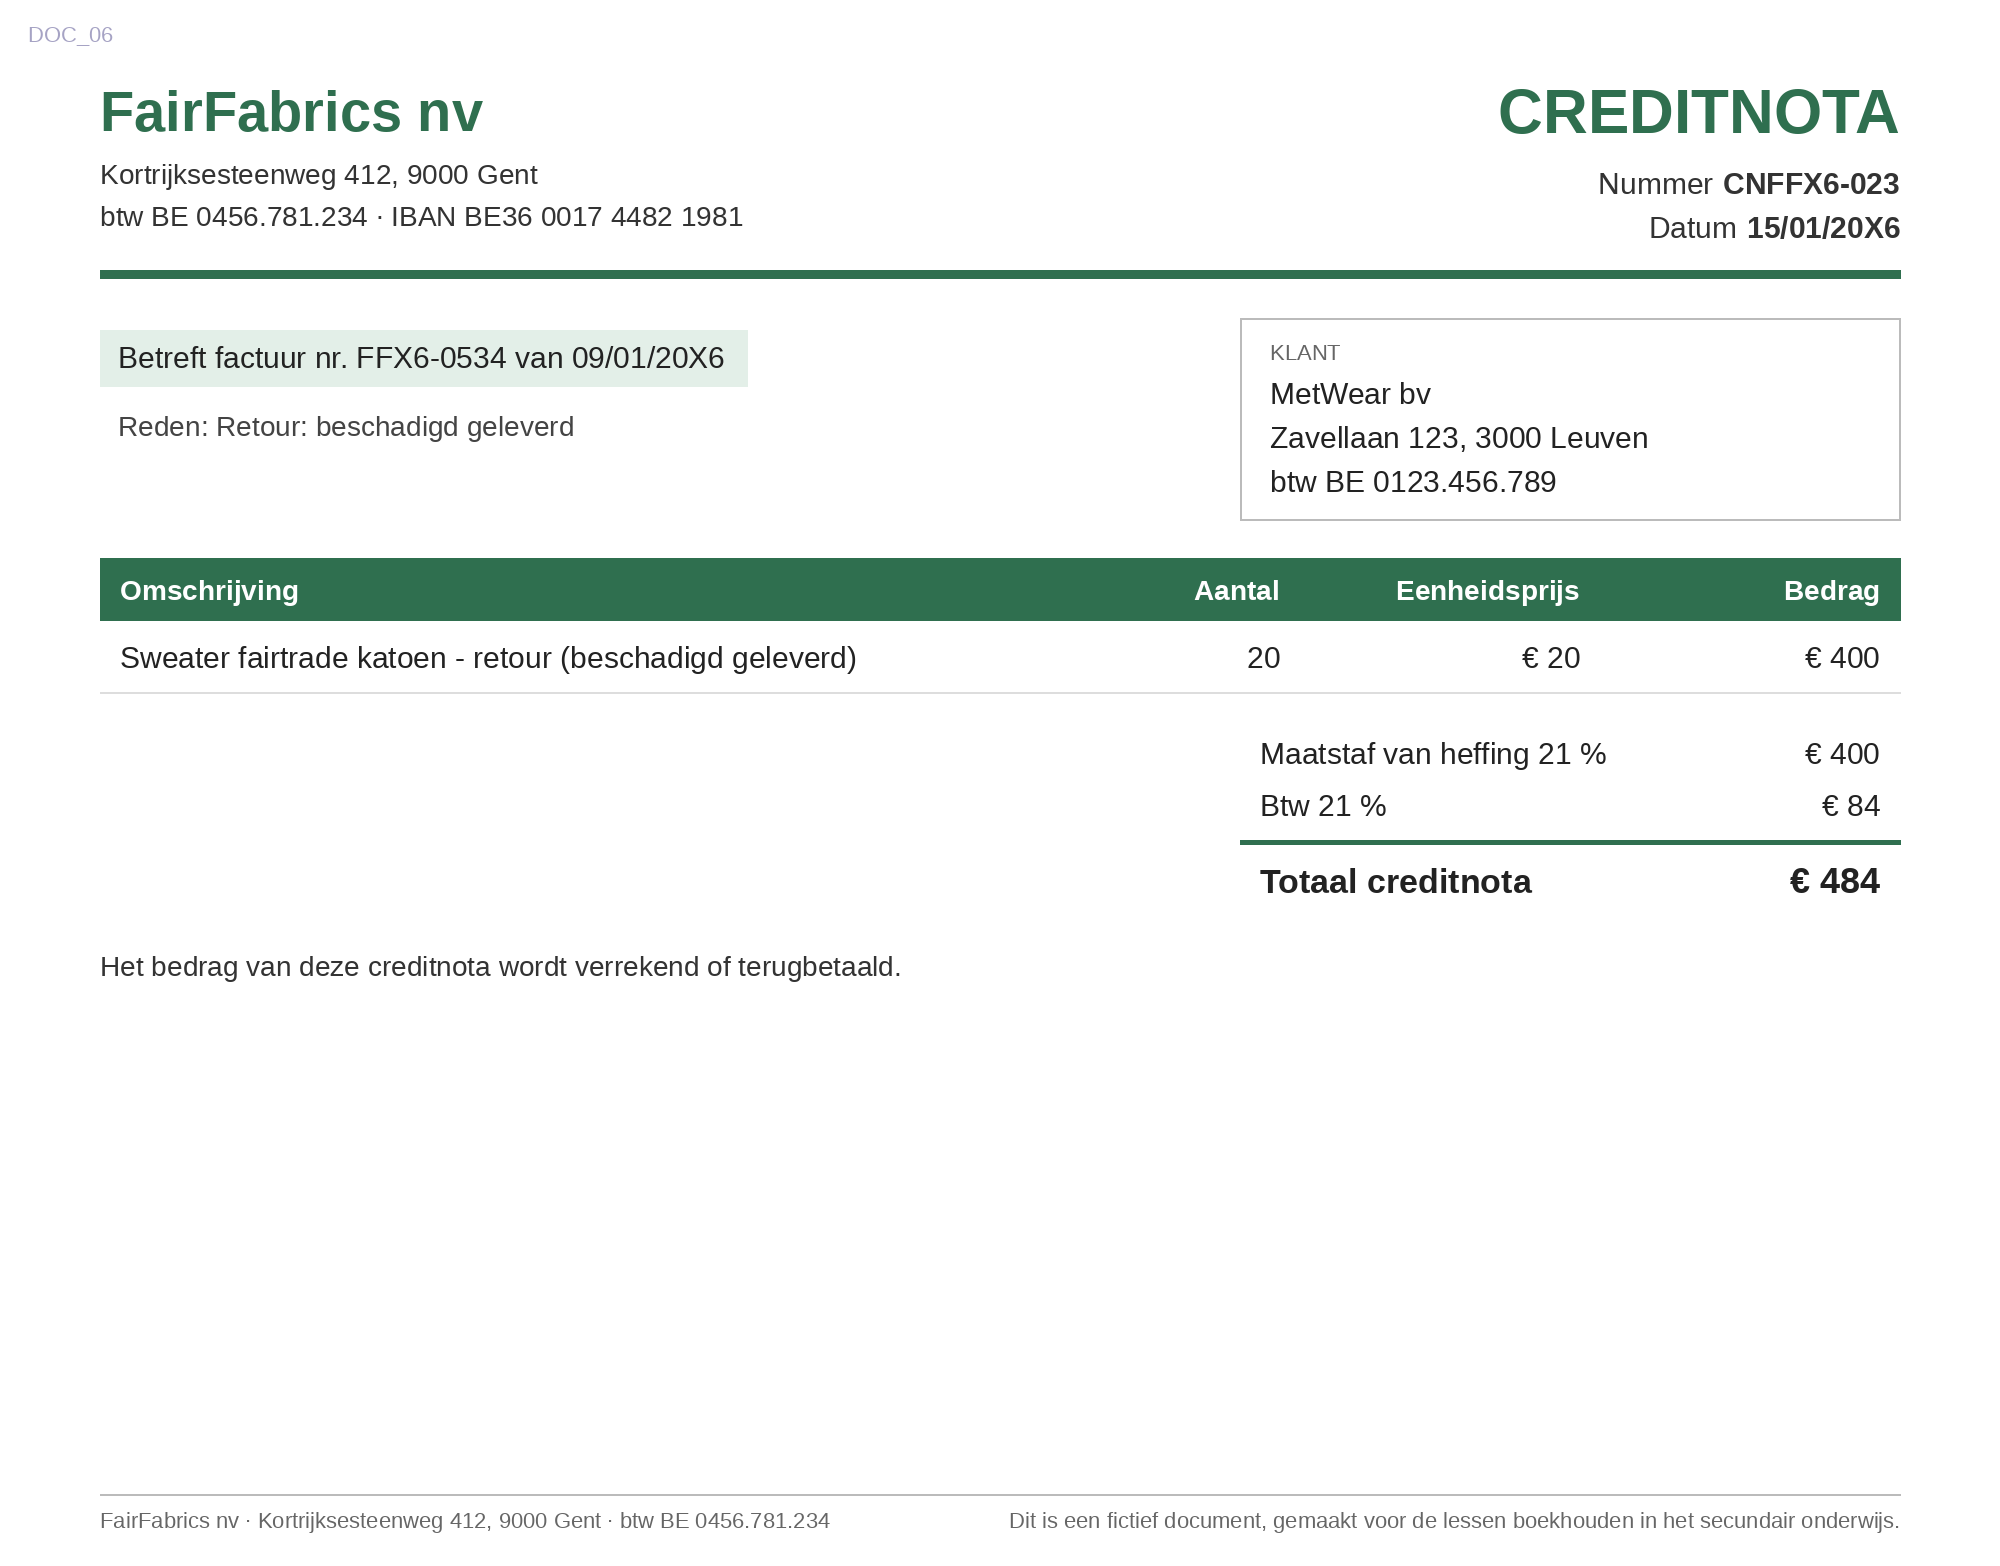 DOC_06
FairFabrics nv
Kortrijksesteenweg 412, 9000 Gent
btw BE 0456.781.234 · IBAN BE36 0017 4482 1981
CREDITNOTA
Nummer CNFFX6-023
Datum 15/01/20X6
Betreft factuur nr. FFX6-0534 van 09/01/20X6
Reden: Retour: beschadigd geleverd
KLANT
MetWear bv
Zavellaan 123, 3000 Leuven
btw BE 0123.456.789
Omschrijving Aantal Eenheidsprijs Bedrag
Sweater fairtrade katoen - retour (beschadigd geleverd) 20 € 20 € 400
Maatstaf van heffing 21 % € 400
Btw 21 % € 84
Totaal creditnota € 484
Het bedrag van deze creditnota wordt verrekend of terugbetaald.
FairFabrics nv · Kortrijksesteenweg 412, 9000 Gent · btw BE 0456.781.234
Dit is een fictief document, gemaakt voor de lessen boekhouden in het secundair onderwijs.